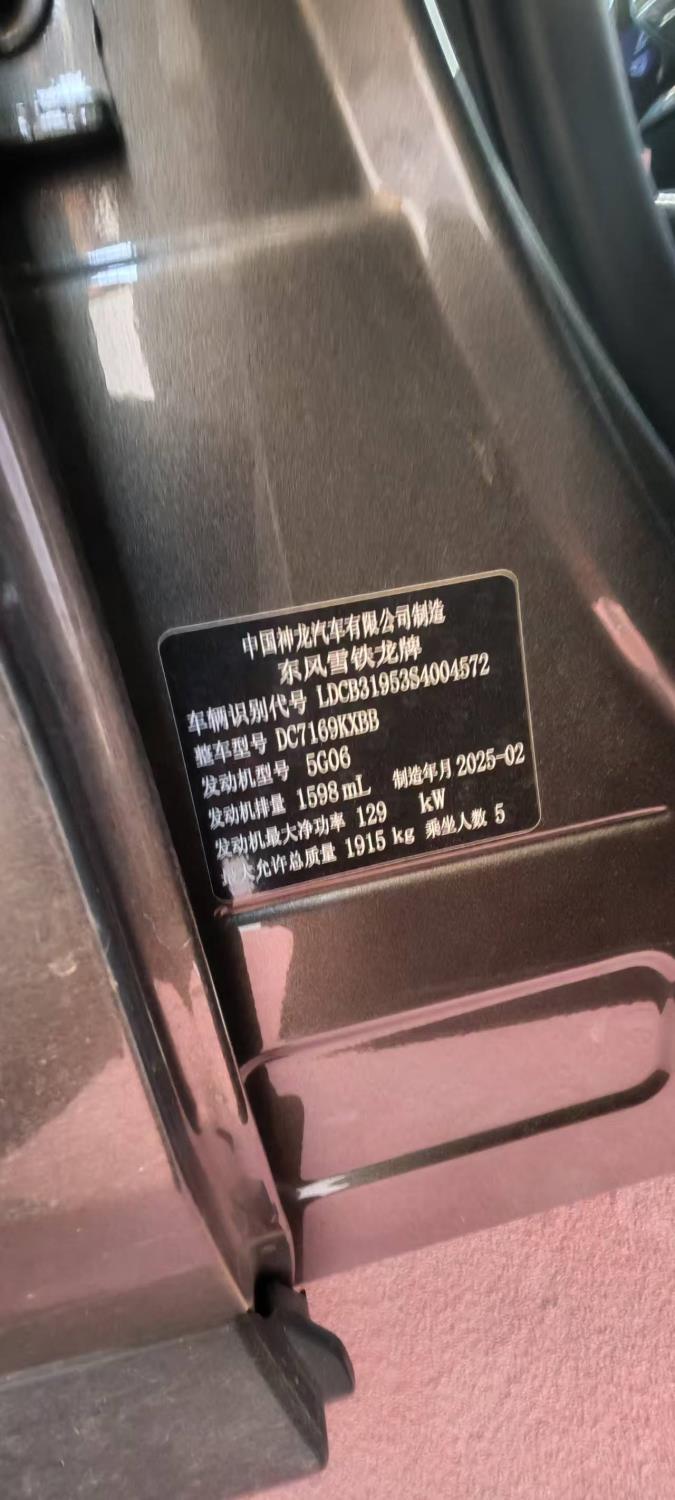 中国神龙汽车有限公司制造
东风雪铁龙牌
车辆识别代号 LDCB31953S4004572
整车型号 DC7169KXBB
发动机型号 5G06
发动机排量 1598 mL 制造年月 2025-02
发动机最大净功率 129 kW
最大允许总质量 1915 kg 乘坐人数 5